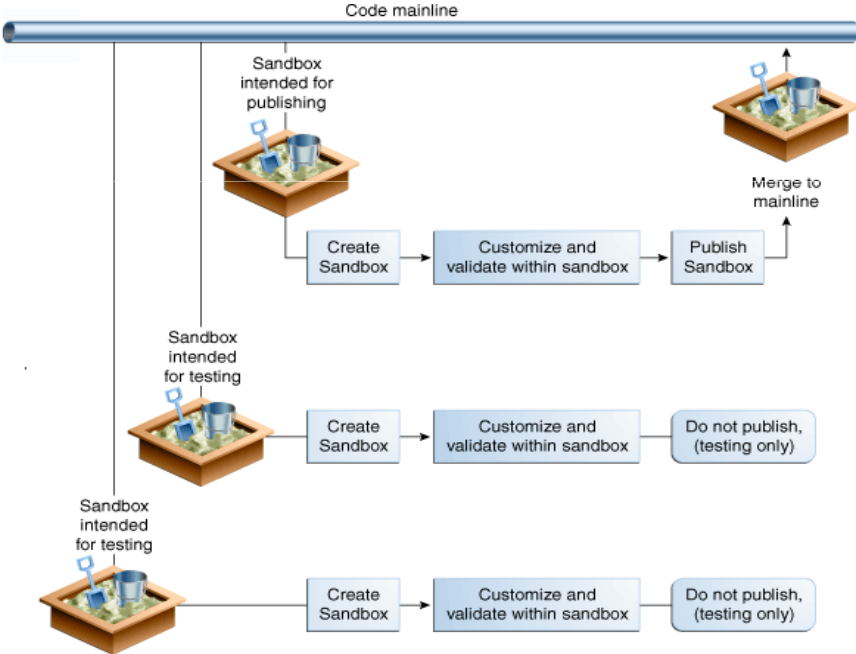 Code mainline
Sandbox
intended for
publishing
Merge to
mainline
Create
Sandbox
Customize and
validate within sandbox
Publish
Sandbox
Sandbox
intended
for testing
Create
Sandbox
Customize and
validate within sandbox
Do not publish,
(testing only)
Sandbox
intended
for testing
Create
Sandbox
Customize and
validate within sandbox
Do not publish,
(testing only)